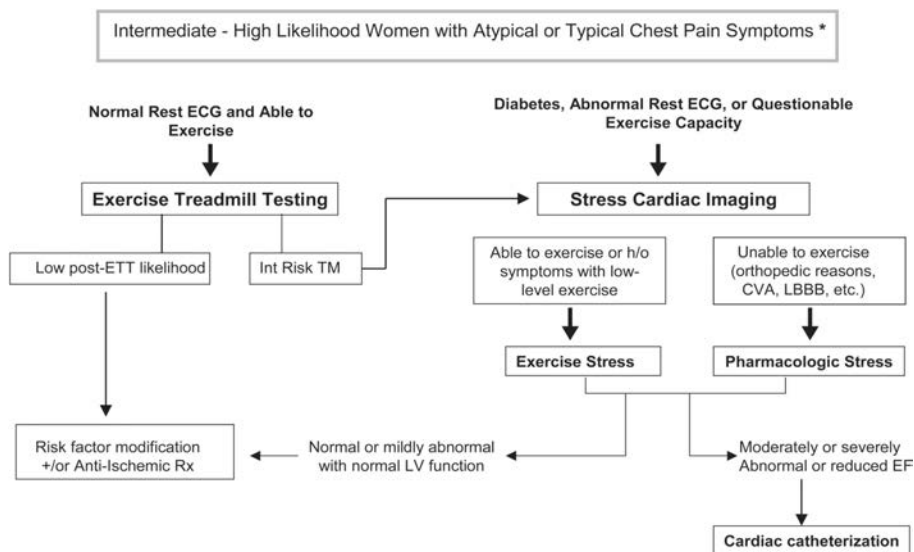 Intermediate - High Likelihood Women with Atypical or Typical Chest Pain Symptoms *
Normal Rest ECG and Able to
Exercise
Diabetes, Abnormal Rest ECG, or Questionable
Exercise Capacity
Exercise Treadmill Testing
Stress Cardiac Imaging
Low post-ETT likelihood
Int Risk TM
Able to exercise or h/o
symptoms with low-
level exercise
Unable to exercise
(orthopedic reasons,
CVA, LBBB, etc.)
Exercise Stress
Pharmacologic Stress
Risk factor modification
+/or Anti-Ischemic Rx
Normal or mildly abnormal
with normal LV function
Moderately or severely
Abnormal or reduced EF
Cardiac catheterization